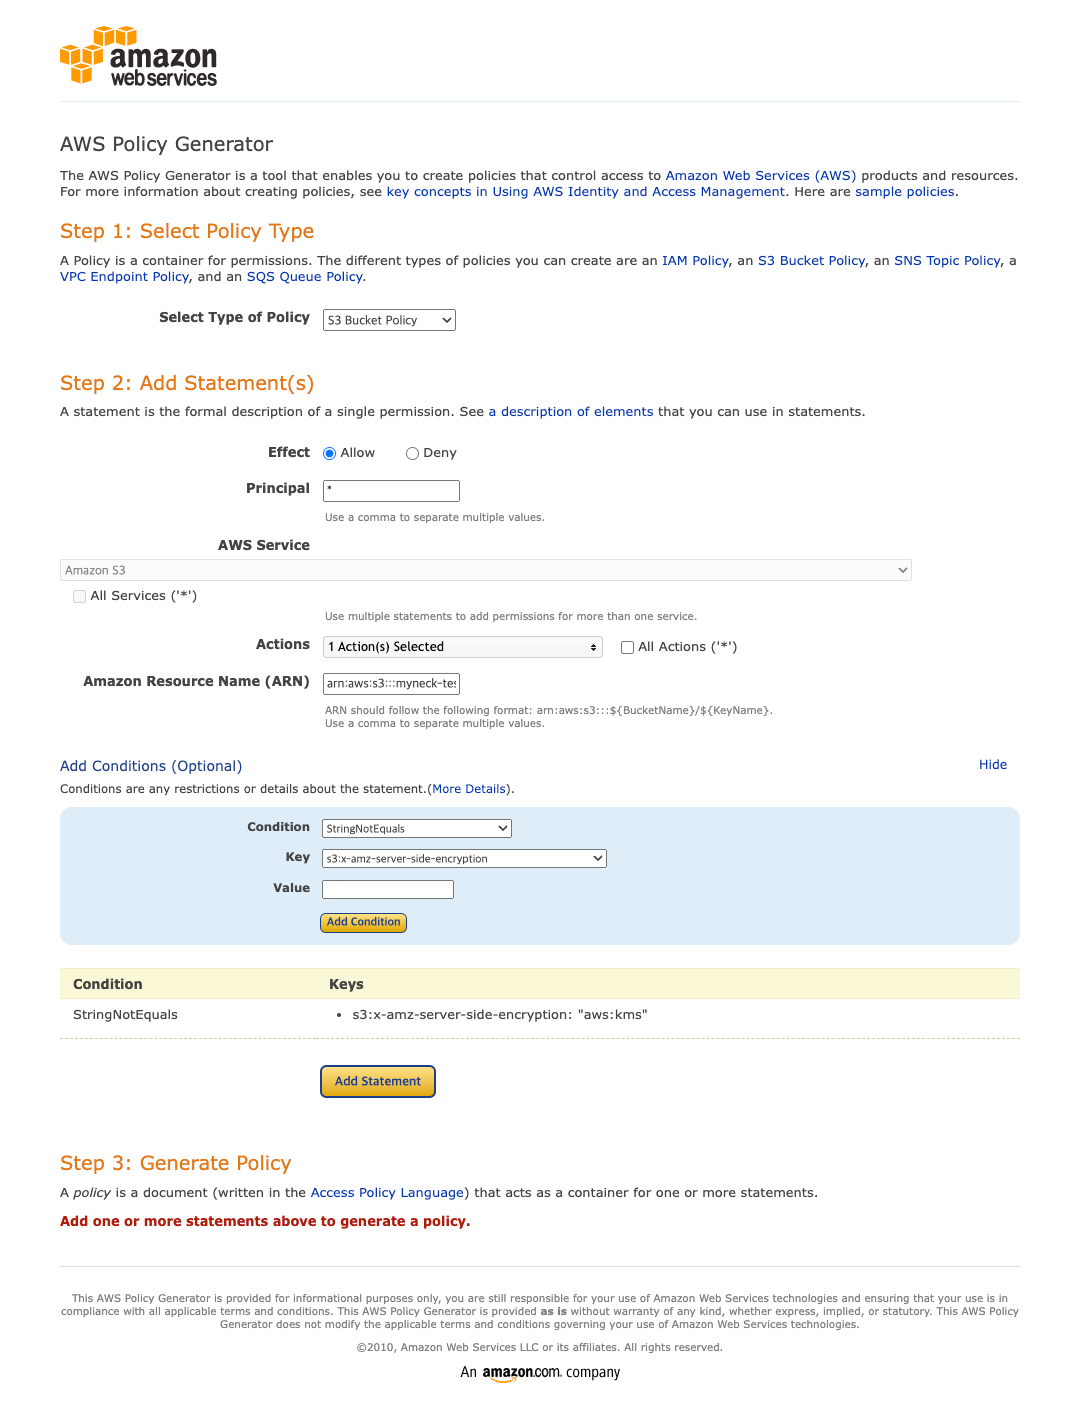 amazon
web services
AWS Policy Generator
The AWS Policy Generator is a tool that enables you to create policies that control access to Amazon Web Services (AWS) products and resources.
For more information about creating policies, see key concepts in Using AWS Identity and Access Management. Here are sample policies.
Step 1: Select Policy Type
A Policy is a container for permissions. The different types of policies you can create are an IAM Policy, an S3 Bucket Policy, an SNS Topic Policy, a
VPC Endpoint Policy, and an SQS Queue Policy.
Select Type of Policy S3 Bucket Policy
Step 2: Add Statement(s)
A statement is the formal description of a single permission. See a description of elements that you can use in statements.
Effect Allow Deny
Principal *
Use a comma to separate multiple values.
AWS Service
Amazon S3
All Services ('*')
Use multiple statements to add permissions for more than one service.
Actions 1 Action(s) Selected All Actions ('*')
Amazon Resource Name (ARN) arn:aws:s3:::myneck-tes
ARN should follow the following format: arn:aws:s3:::${BucketName}/${KeyName}.
Use a comma to separate multiple values.
Add Conditions (Optional) Hide
Conditions are any restrictions or details about the statement.(More Details).
Condition StringNotEquals
Key s3:x-amz-server-side-encryption
Value
Add Condition
Condition Keys
StringNotEquals • s3:x-amz-server-side-encryption: "aws:kms"
Add Statement
Step 3: Generate Policy
A policy is a document (written in the Access Policy Language) that acts as a container for one or more statements.
Add one or more statements above to generate a policy.
This AWS Policy Generator is provided for informational purposes only, you are still responsible for your use of Amazon Web Services technologies and ensuring that your use is in
compliance with all applicable terms and conditions. This AWS Policy Generator is provided as is without warranty of any kind, whether express, implied, or statutory. This AWS Policy
Generator does not modify the applicable terms and conditions governing your use of Amazon Web Services technologies.
©2010, Amazon Web Services LLC or its affiliates. All rights reserved.
An amazon.com. company